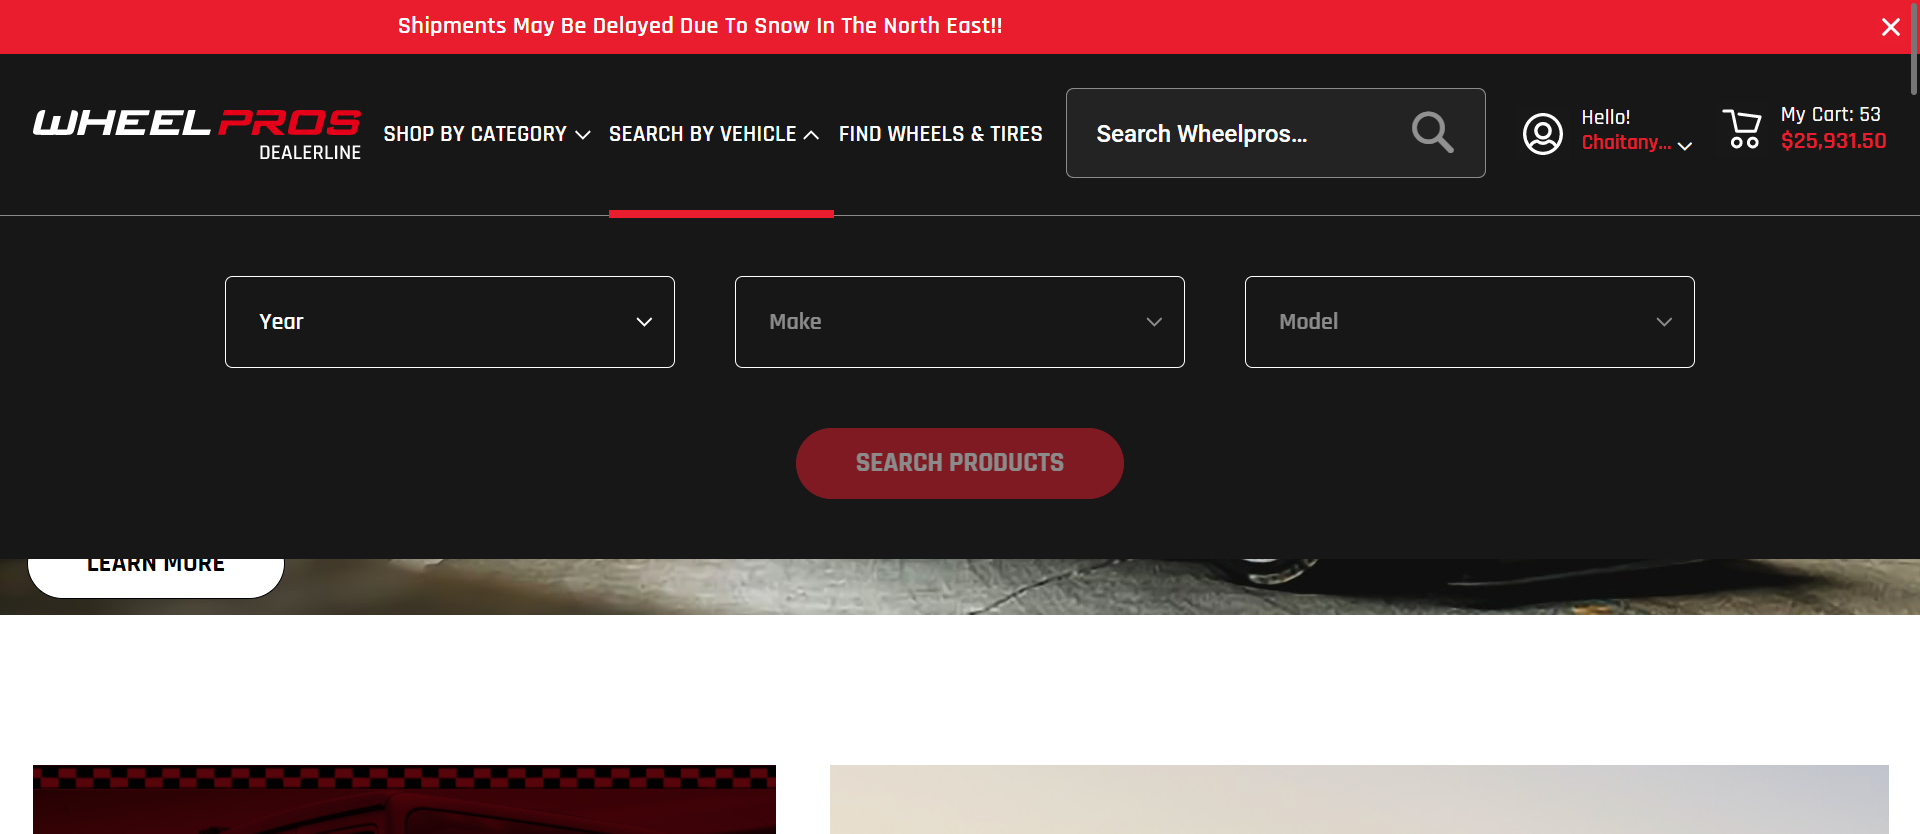 Shipments May Be Delayed Due To Snow In The North East!!
WHEEL PROS
DEALERLINE
SHOP BY CATEGORY
SEARCH BY VEHICLE
FIND WHEELS & TIRES
Search Wheelpros...
Hello!
Chaitany...
My Cart: 53
$25,931.50
Year
Make
Model
SEARCH PRODUCTS
LEARN MORE